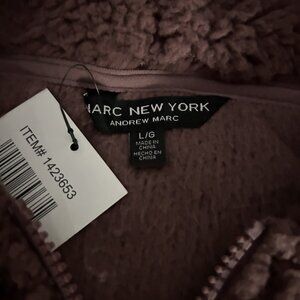 MARC NEW YORK
ANDREW MARC
L/G
MADE IN
CHINA
HECHO EN
CHINA
ITEM# 1423653